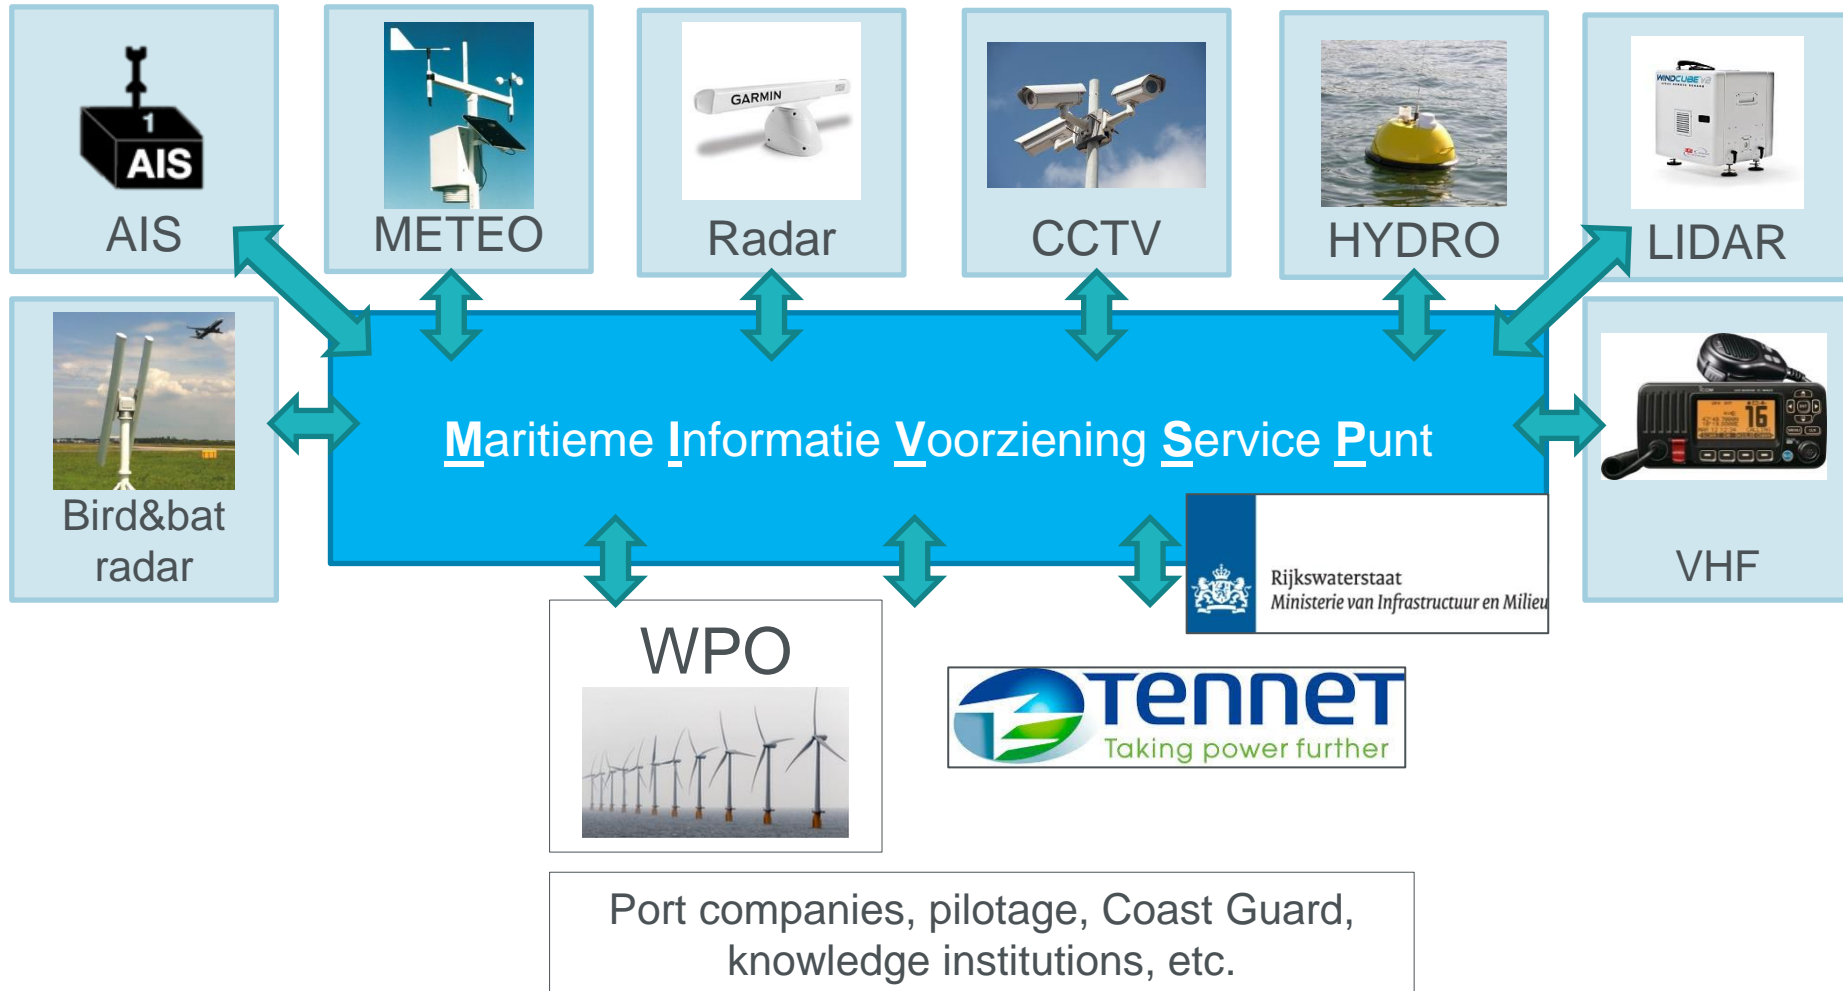 1
AIS
AIS
METEO
GARMIN
Radar
CCTV
HYDRO
WINDCUBE V2
LIDAR
Bird&bat
radar
Maritieme Informatie Voorziening Service Punt
16
VHF
Rijkswaterstaat
Ministerie van Infrastructuur en Milieu
WPO
TenneT
Taking power further
Port companies, pilotage, Coast Guard,
knowledge institutions, etc.